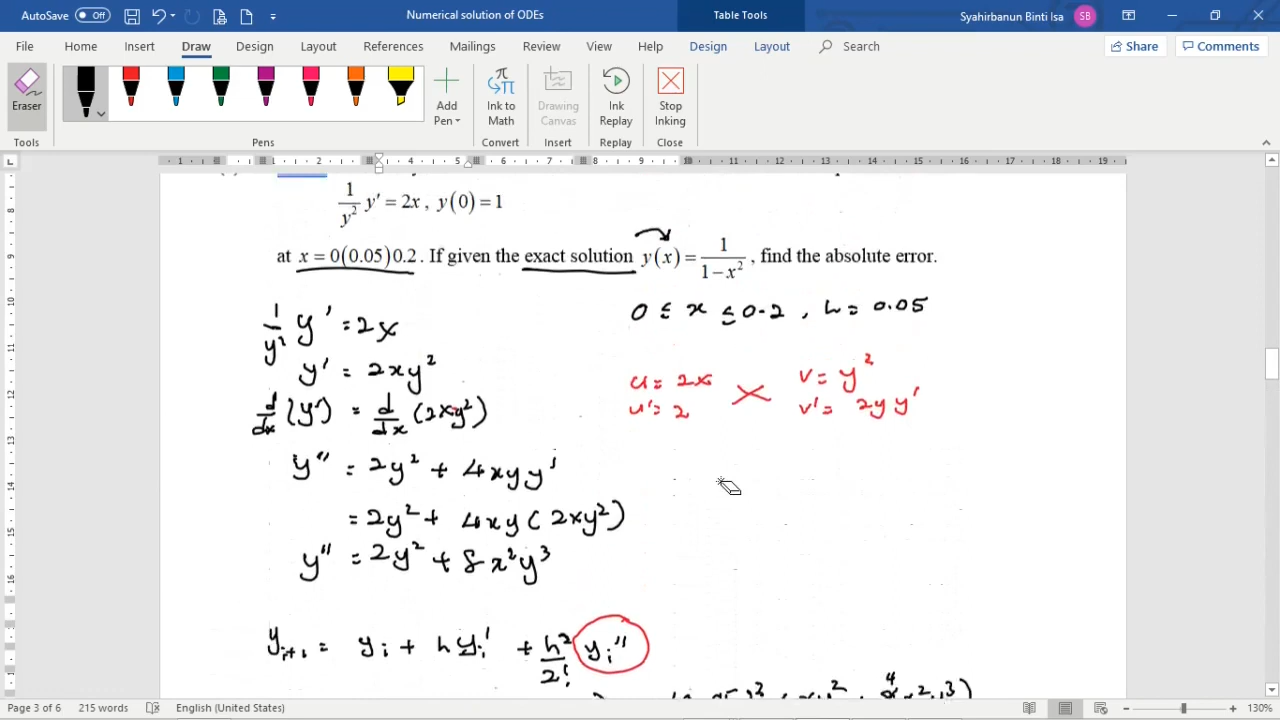 AutoSave Off Numerical solution of ODEs Table Tools Syahirbanun Binti Isa SB
File Home Insert Draw Design Layout References Mailings Review View Help Design Layout Search Share Comments
Eraser Add Pen Ink to Math Drawing Canvas Ink Replay Stop Inking
Tools Pens Convert Insert Replay Close
1/y² y' = 2x , y(0) = 1
at x = 0(0.05)0.2 . If given the exact solution y(x) = 1/(1−x²) , find the absolute error.
0 ≤ x ≤ 0.2 , h = 0.05
1/y² y' = 2x
y' = 2xy²
u = 2x v = y²
u' = 2 v' = 2y y'
d/dx (y') = d/dx (2xy²)
y'' = 2y² + 4xy y'
= 2y² + 4xy (2xy²)
y'' = 2y² + 8x²y³
y_{i+1} = y_i + h y_i' + h²/2! y_i''
Page 3 of 6 215 words English (United States) 130%